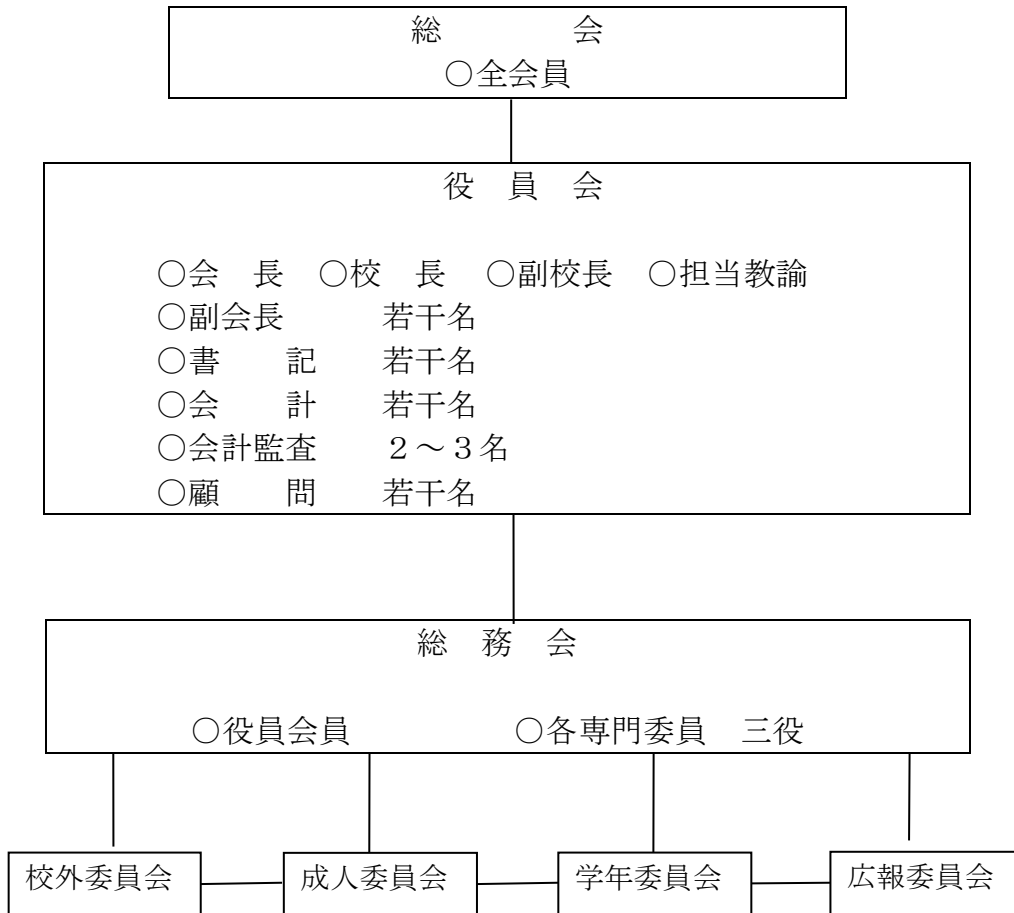 総　　　　会
○全会員
役　員　会
○会　長　○校　長　○副校長　○担当教諭
○副会長　　　若干名
○書　　記　　若干名
○会　　計　　若干名
○会計監査　　２～３名
○顧　　問　　若干名
総　務　会
○役員会員　　　　　○各専門委員　三役
校外委員会　成人委員会　学年委員会　広報委員会